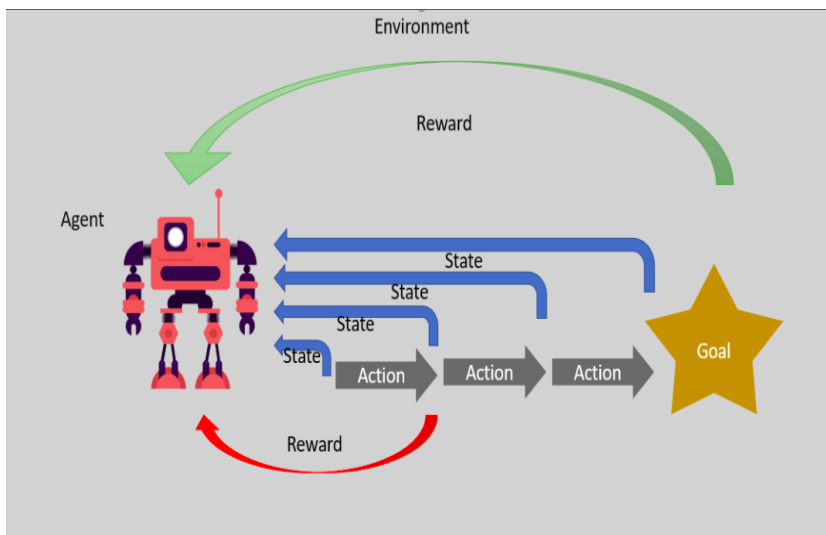 Environment
Reward
Agent
State
State
State
State
Action
Action
Action
Goal
Reward